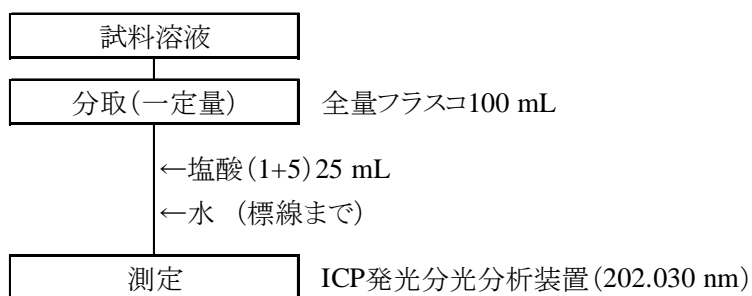 試料溶液
分取(一定量) 全量フラスコ100 mL
←塩酸(1+5)25 mL
←水 (標線まで)
測定 ICP発光分光分析装置(202.030 nm)